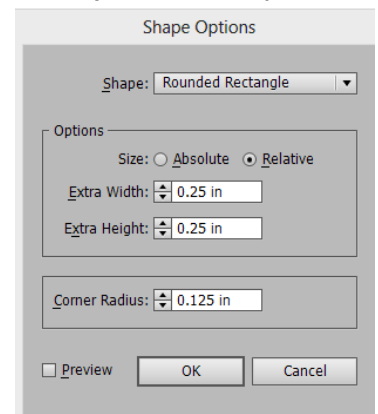 Shape Options
Shape: Rounded Rectangle
Options
Size: Absolute Relative
Extra Width: 0.25 in
Extra Height: 0.25 in
Corner Radius: 0.125 in
Preview OK Cancel